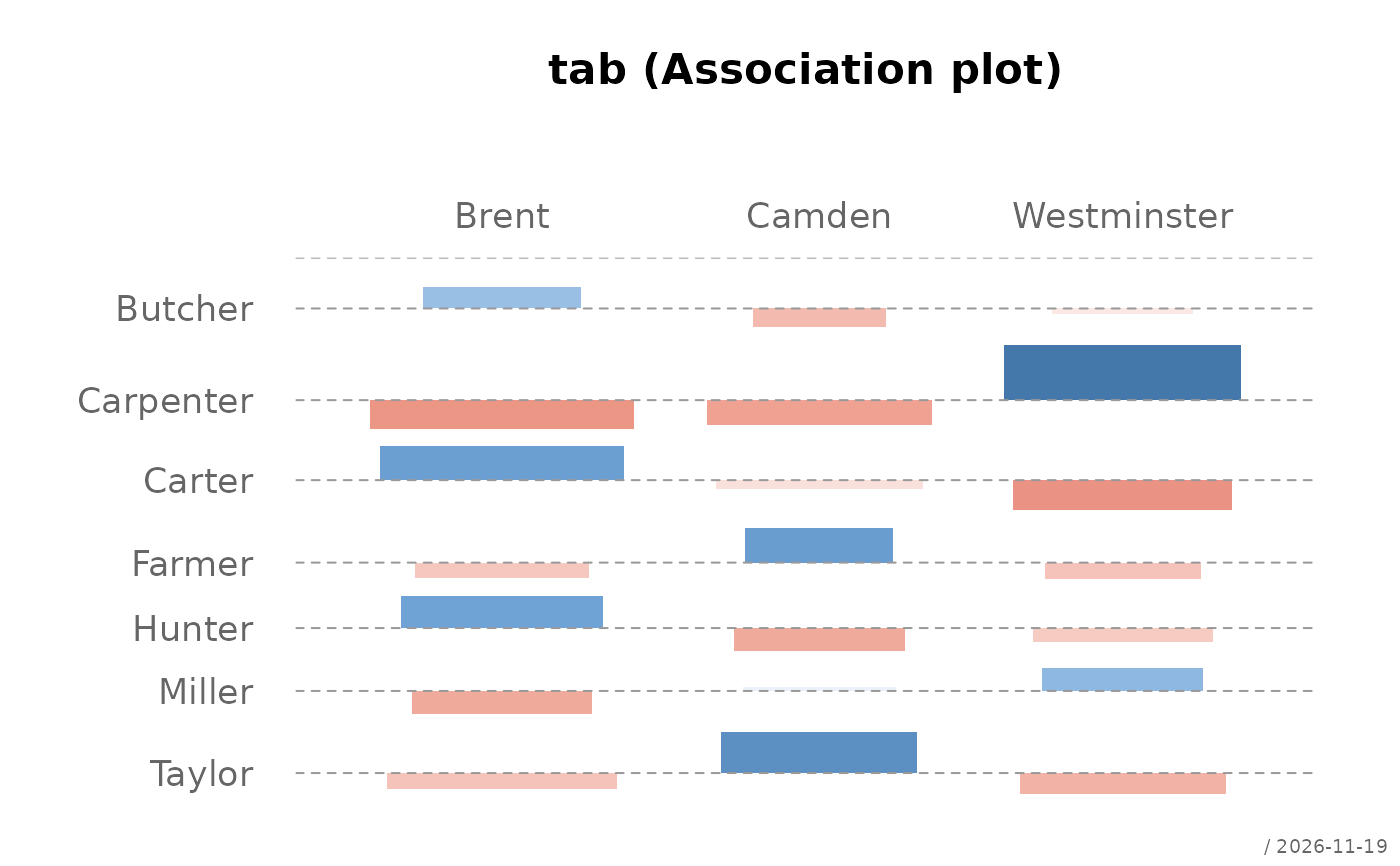 tab (Association plot)
Brent Camden Westminster
Butcher
Carpenter
Carter
Farmer
Hunter
Miller
Taylor
/ 2026-11-19